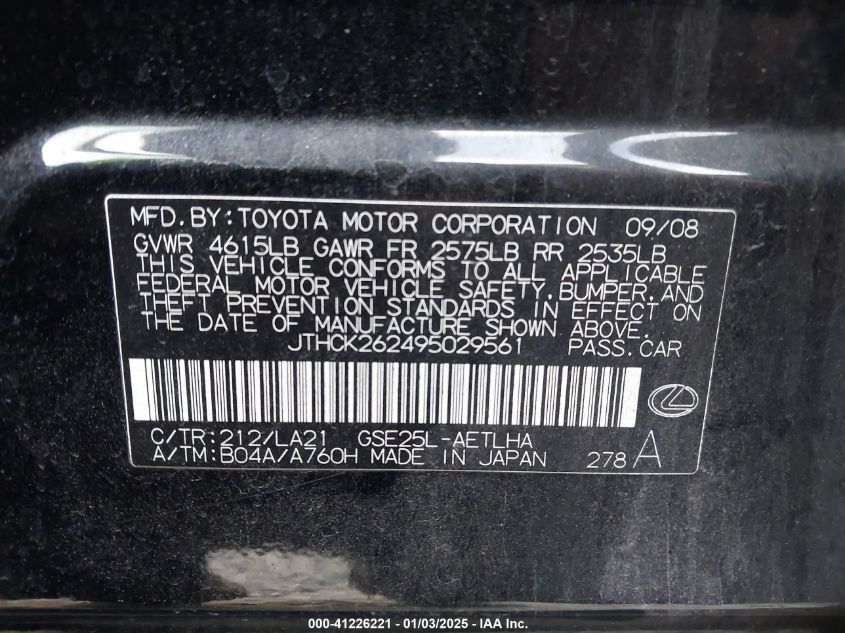 MFD.BY:TOYOTA MOTOR CORPORATION 09/08
GVWR 4615LB GAWR FR 2575LB RR 2535LB
THIS VEHICLE CONFORMS TO ALL APPLICABLE
FEDERAL MOTOR VEHICLE SAFETY,BUMPER,AND
THEFT PREVENTION STANDARDS IN EFFECT ON
THE DATE OF MANUFACTURE SHOWN ABOVE.
JTHCK262495029561 PASS.CAR
C/TR:212/LA21 GSE25L-AETLHA
A/TM:B04A/A760H MADE IN JAPAN 278 A
000-41226221 - 01/03/2025 - IAA Inc.